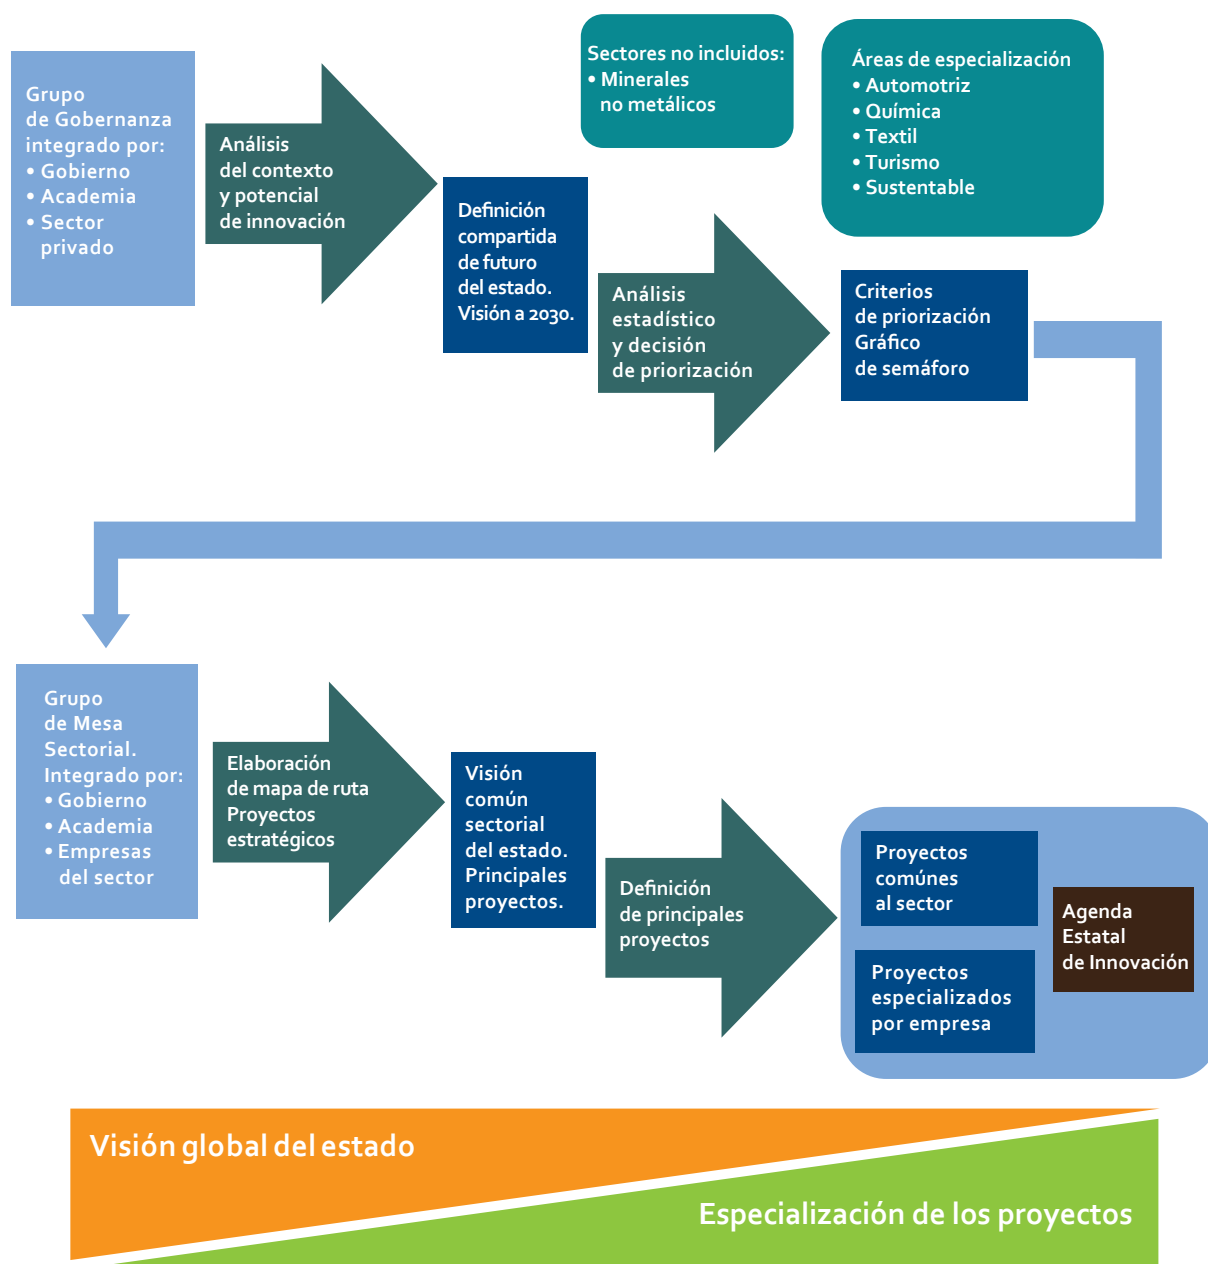 Grupo
de Gobernanza
integrado por:
• Gobierno
• Academia
• Sector
privado
Análisis
del contexto
y potencial
de innovación
Definición
compartida
de futuro
del estado.
Visión a 2030.
Sectores no incluidos:
• Minerales
no metálicos
Análisis
estadístico
y decisión
de priorización
Áreas de especialización
• Automotriz
• Química
• Textil
• Turismo
• Sustentable
Criterios
de priorización
Gráfico
de semáforo
Grupo
de Mesa
Sectorial.
Integrado por:
• Gobierno
• Academia
• Empresas
del sector
Elaboración
de mapa de ruta
Proyectos
estratégicos
Visión
común
sectorial
del estado.
Principales
proyectos.
Definición
de principales
proyectos
Proyectos
comúnes
al sector
Proyectos
especializados
por empresa
Agenda
Estatal
de Innovación
Visión global del estado
Especialización de los proyectos